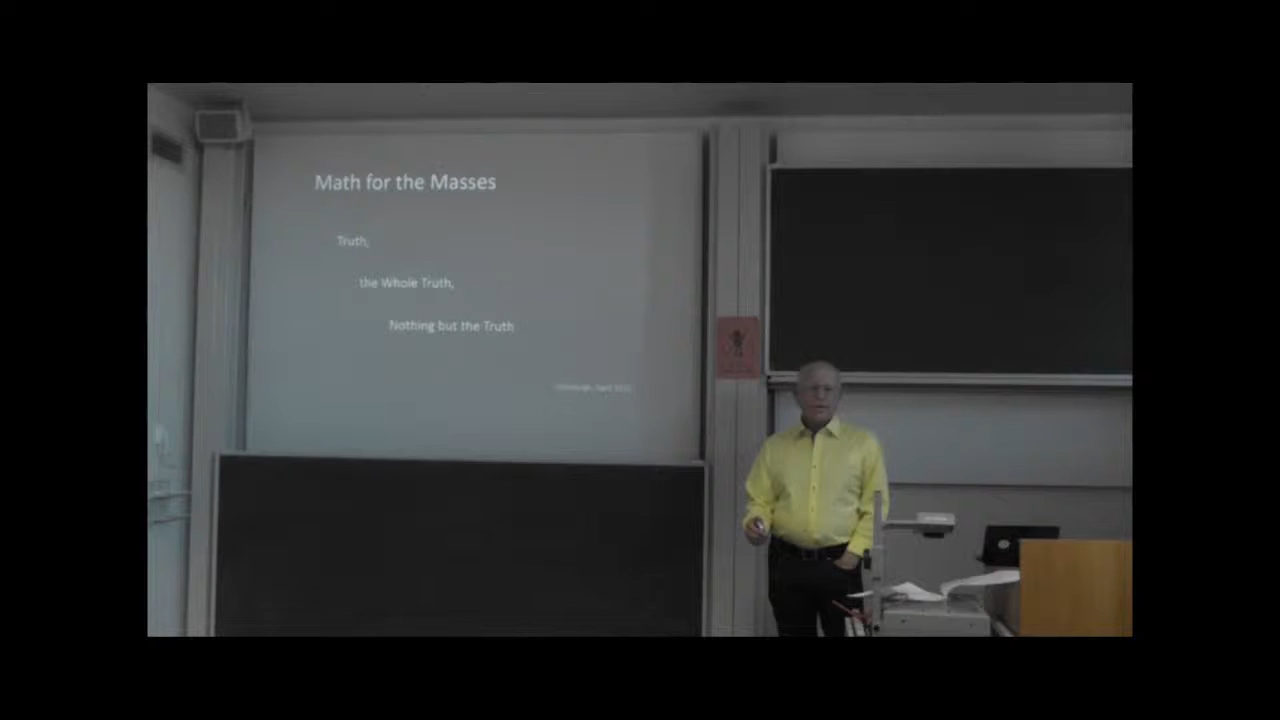 Math for the Masses
Truth,
the Whole Truth,
Nothing but the Truth